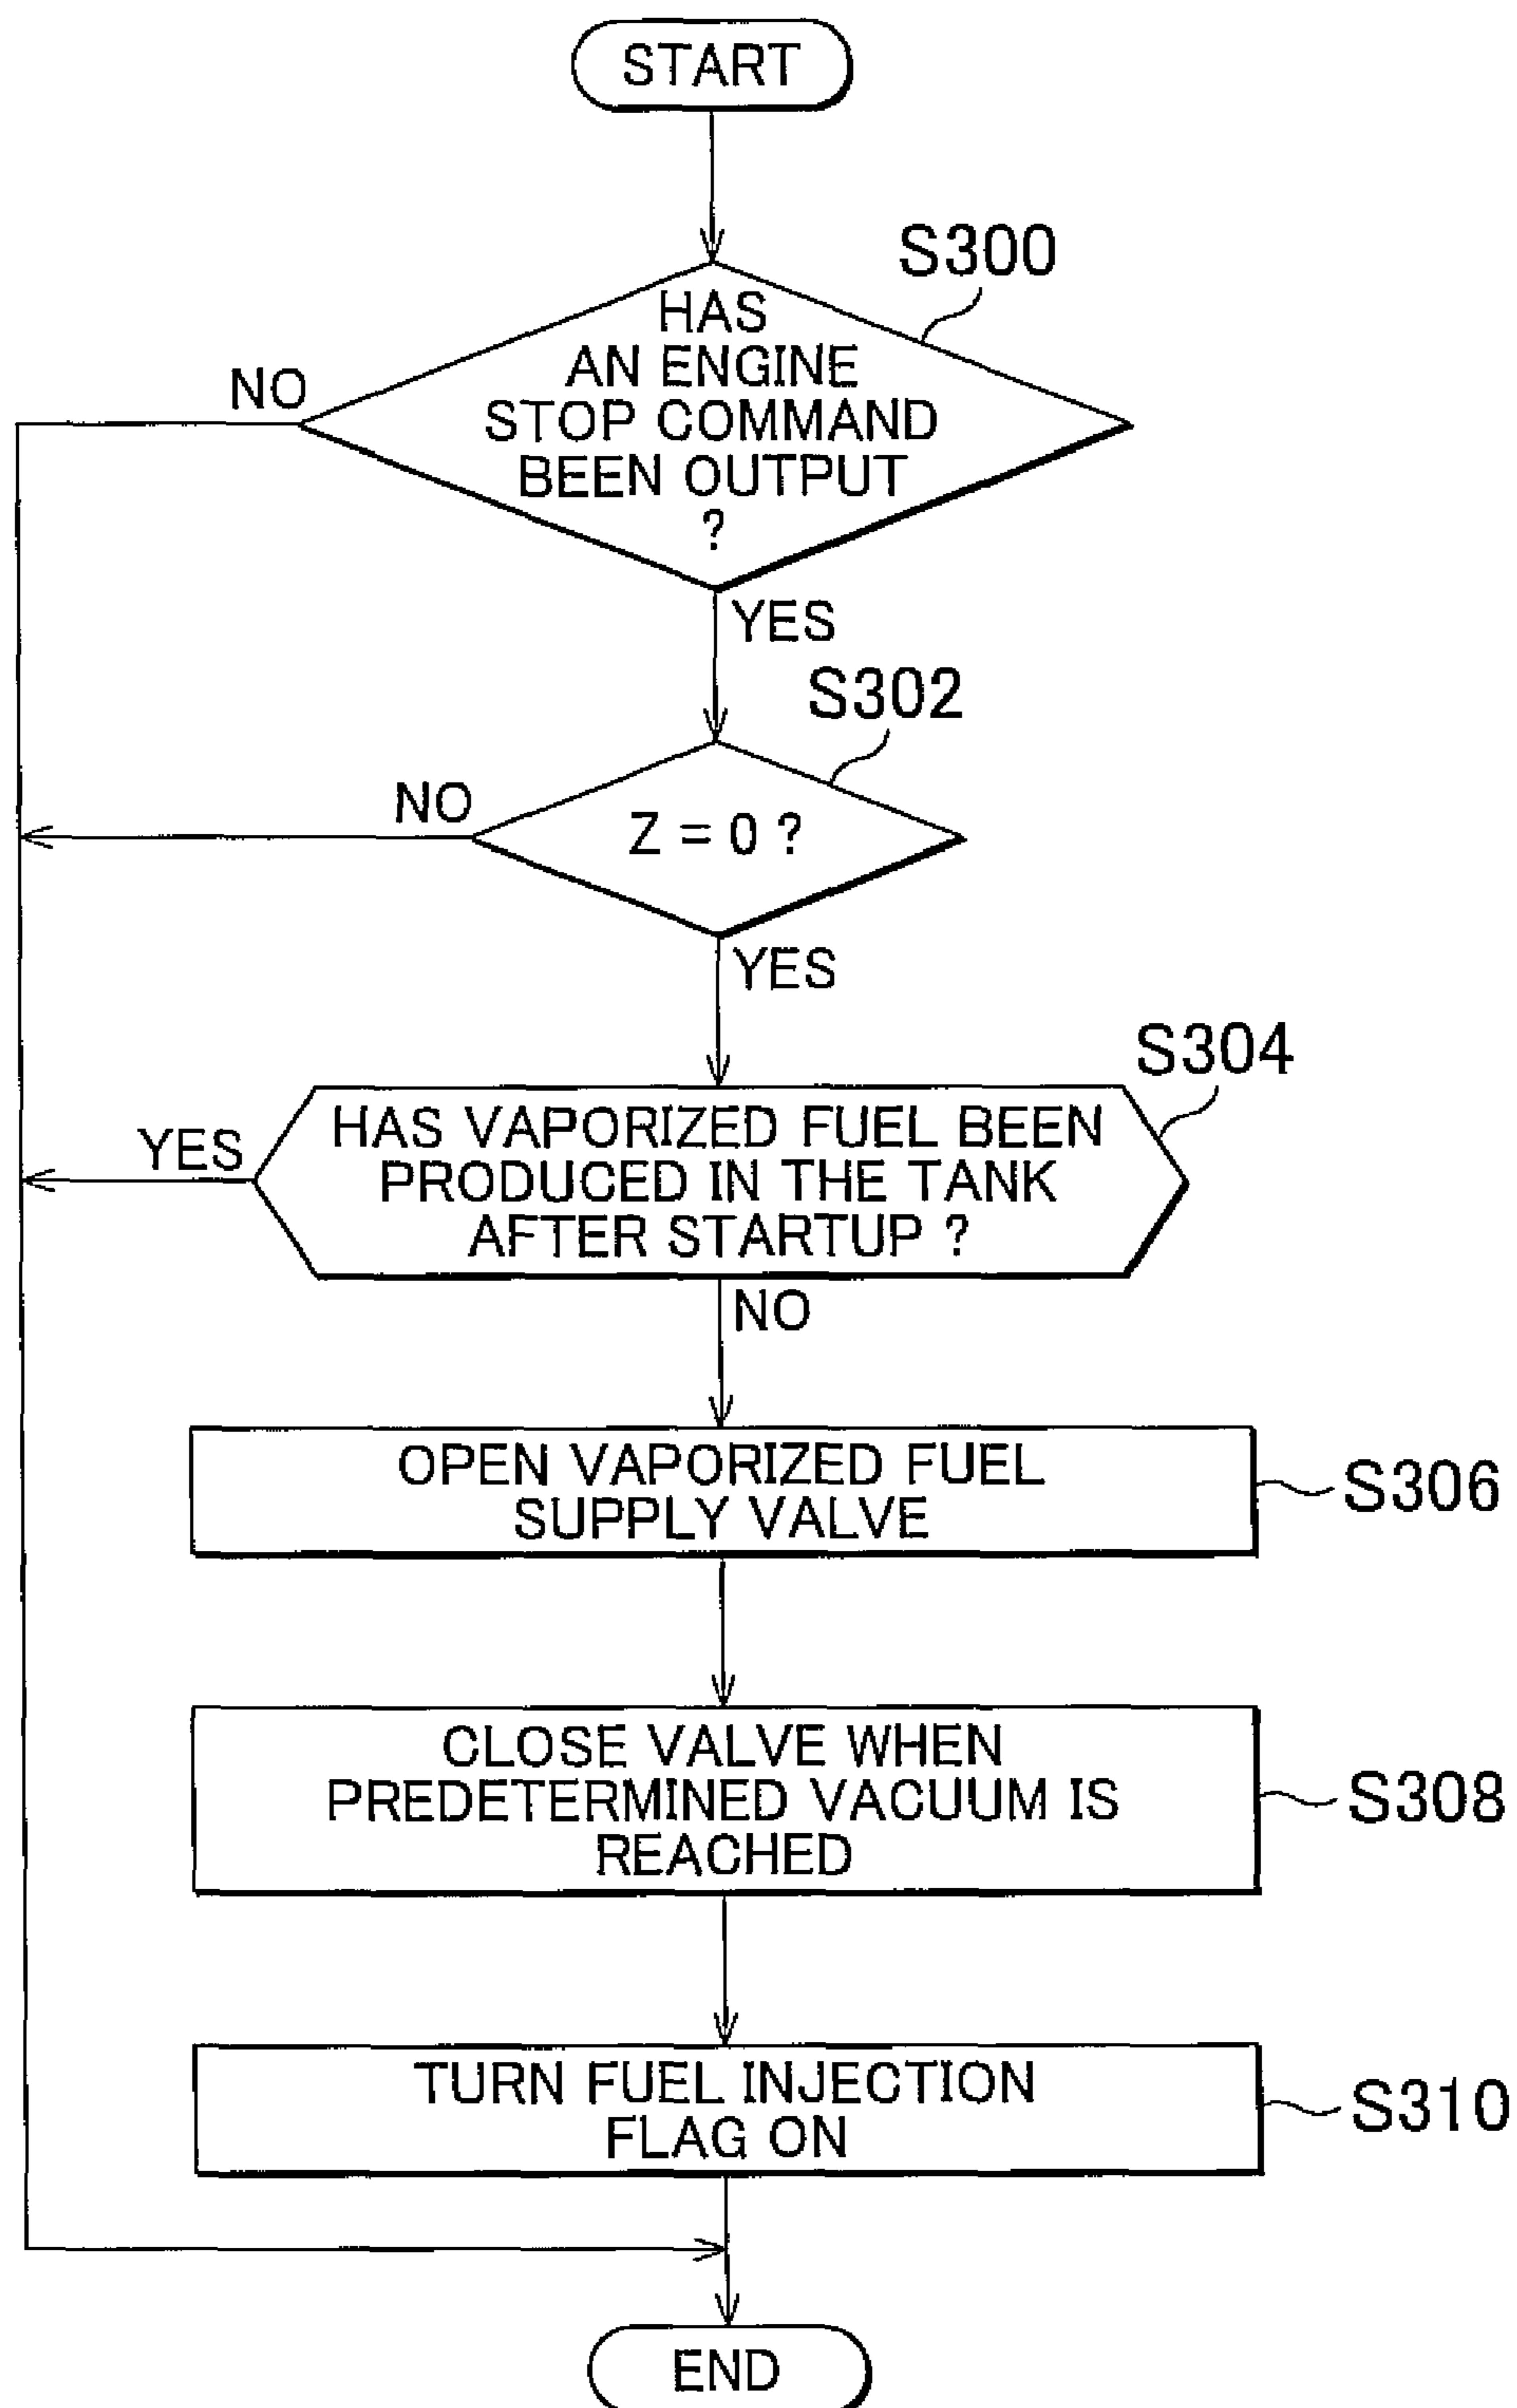 START
S300
HAS
AN ENGINE
STOP COMMAND
BEEN OUTPUT
?
NO
YES
S302
Z = 0 ?
NO
YES
S304
HAS VAPORIZED FUEL BEEN
PRODUCED IN THE TANK
AFTER STARTUP ?
YES
NO
OPEN VAPORIZED FUEL
SUPPLY VALVE
S306
CLOSE VALVE WHEN
PREDETERMINED VACUUM IS
REACHED
S308
TURN FUEL INJECTION
FLAG ON
S310
END